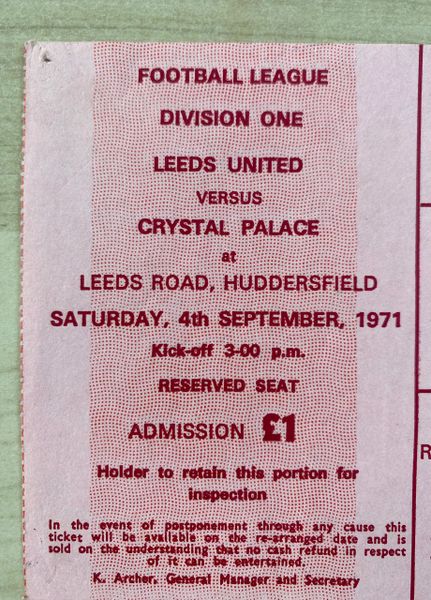 FOOTBALL LEAGUE
DIVISION ONE
LEEDS UNITED
VERSUS
CRYSTAL PALACE
at
LEEDS ROAD, HUDDERSFIELD
SATURDAY, 4th SEPTEMBER, 1971
Kick-off 3-00 p.m.
RESERVED SEAT
ADMISSION £1
Holder to retain this portion for
inspection
In the event of postponement through any cause this
ticket will be available on the re-arranged date and is
sold on the understanding that no cash refund in respect
of it can be entertained.
K. Archer, General Manager and Secretary
R